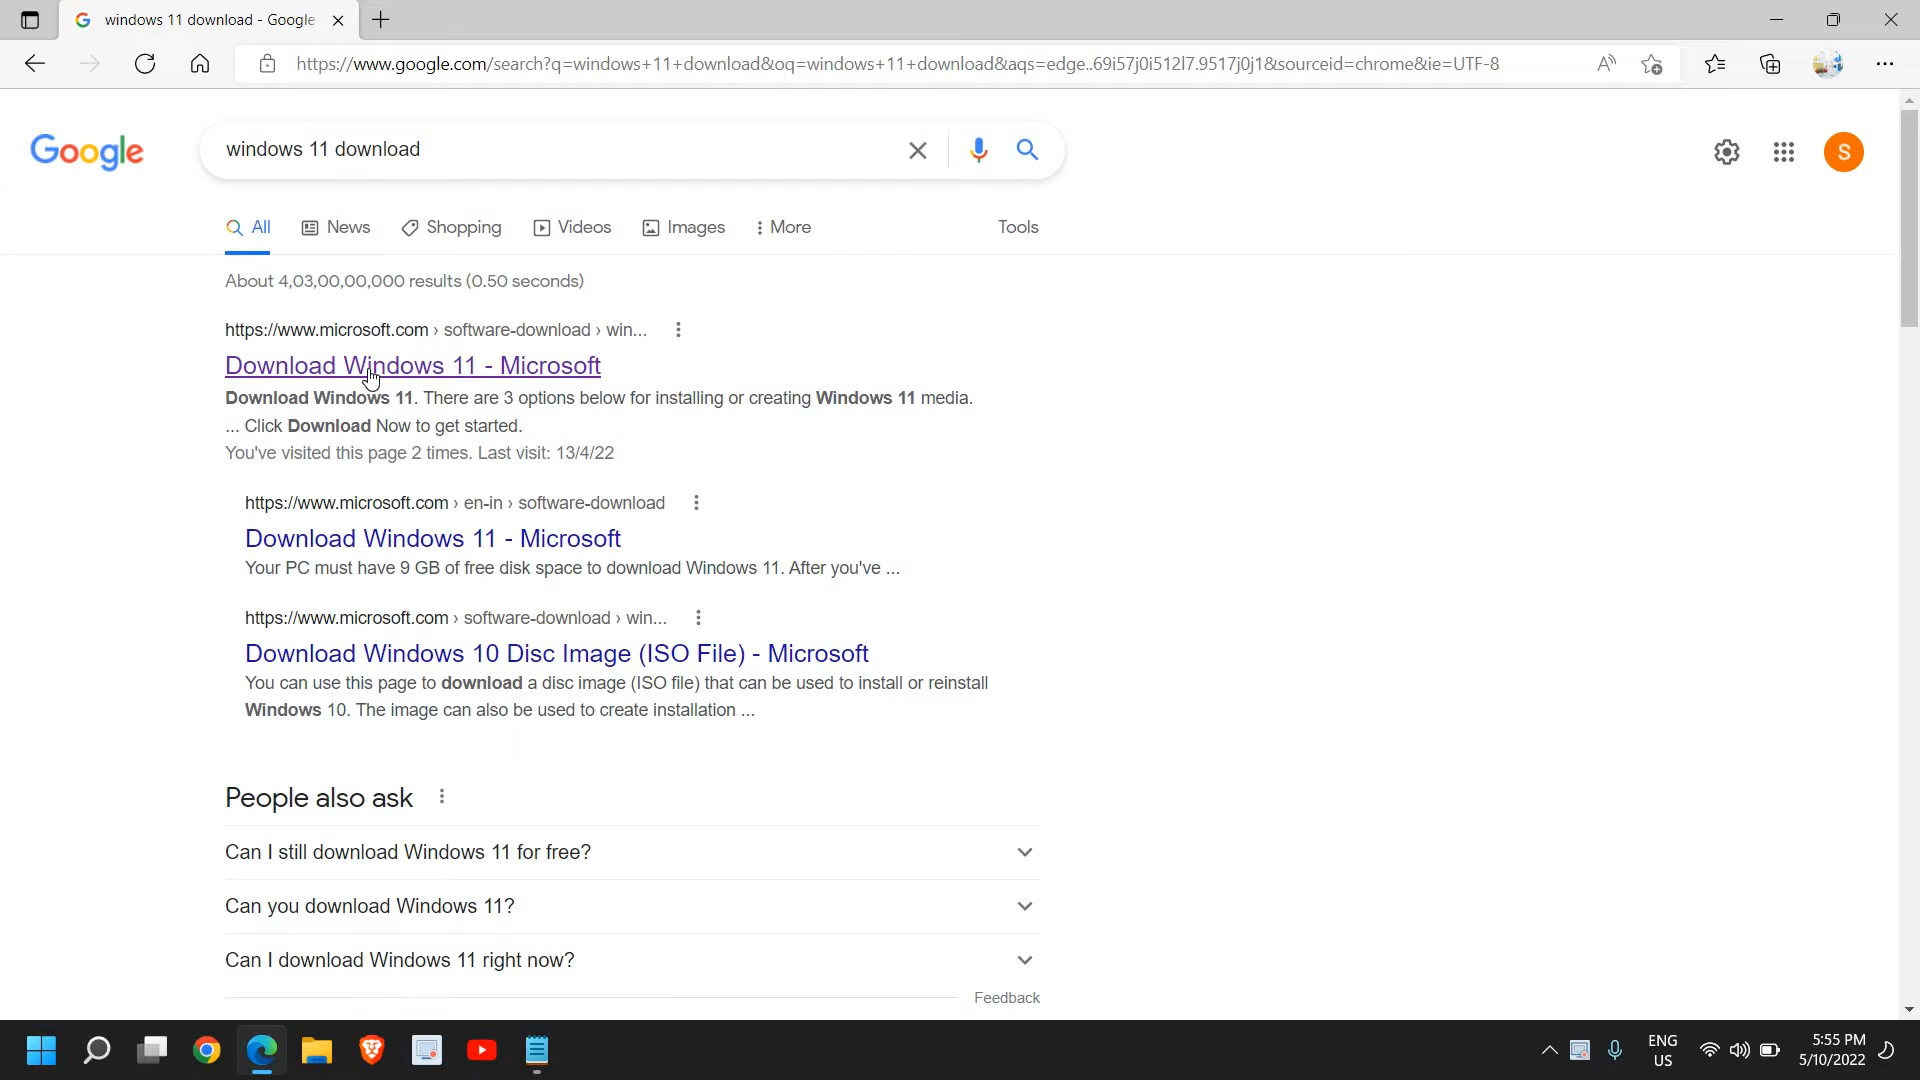 windows 11 download - Google
https://www.google.com/search?q=windows+11+download&oq=windows+11+download&aqs=edge..69i57j0i512l7.9517j0j1&sourceid=chrome&ie=UTF-8
Google
windows 11 download
S
All News Shopping Videos Images More Tools
About 4,03,00,00,000 results (0.50 seconds)
https://www.microsoft.com › software-download › win...
Download Windows 11 - Microsoft
Download Windows 11. There are 3 options below for installing or creating Windows 11 media.
... Click Download Now to get started.
You've visited this page 2 times. Last visit: 13/4/22
https://www.microsoft.com › en-in › software-download
Download Windows 11 - Microsoft
Your PC must have 9 GB of free disk space to download Windows 11. After you've ...
https://www.microsoft.com › software-download › win...
Download Windows 10 Disc Image (ISO File) - Microsoft
You can use this page to download a disc image (ISO file) that can be used to install or reinstall
Windows 10. The image can also be used to create installation ...
People also ask
Can I still download Windows 11 for free?
Can you download Windows 11?
Can I download Windows 11 right now?
Feedback
ENG
US
5:55 PM
5/10/2022